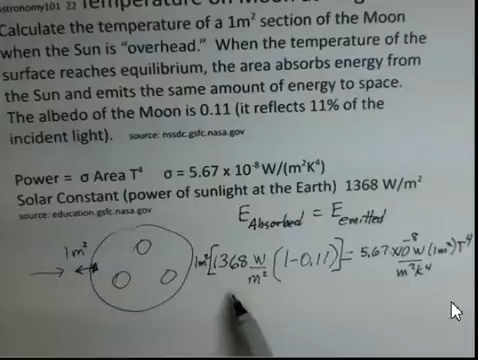 astronomy101 22 Temperature on Moon
Calculate the temperature of a 1m² section of the Moon
when the Sun is “overhead.” When the temperature of the
surface reaches equilibrium, the area absorbs energy from
the Sun and emits the same amount of energy to space.
The albedo of the Moon is 0.11 (it reflects 11% of the
incident light). source: nssdc.gsfc.nasa.gov
Power = σ Area T⁴ σ = 5.67 x 10⁻⁸ W/(m²K⁴)
Solar Constant (power of sunlight at the Earth) 1368 W/m²
source: education.gsfc.nasa.gov
E Absorbed = E emitted
1m²
1m² [1368 W/m² (1-0.11)] = 5.67 x 10⁻⁸ W (1m²) T⁴ / m²K⁴